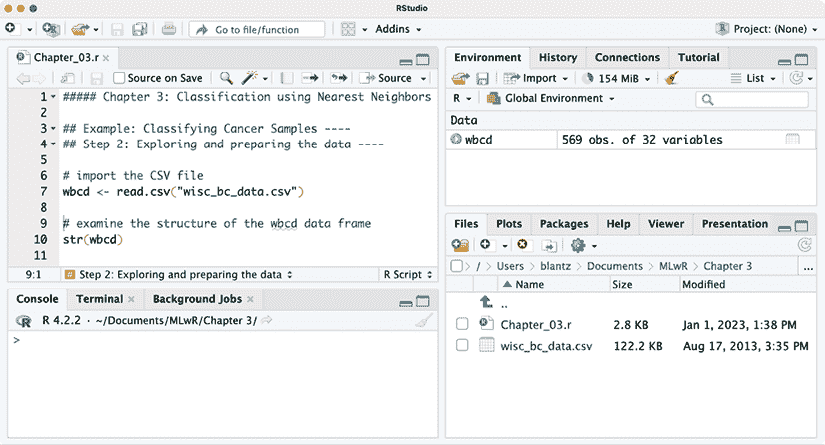 RStudio
Go to file/function
Addins
Project: (None)
Chapter_03.r
Source on Save
Source
1 ##### Chapter 3: Classification using Nearest Neighbors
2
3 ## Example: Classifying Cancer Samples ----
4 ## Step 2: Exploring and preparing the data ----
5
6 # import the CSV file
7 wbcd <- read.csv("wisc_bc_data.csv")
8
9 # examine the structure of the wbcd data frame
10 str(wbcd)
11
9:1 # Step 2: Exploring and preparing the data
R Script
Console Terminal Background Jobs
R 4.2.2 · ~/Documents/MLwR/Chapter 3/
>
Environment History Connections Tutorial
Import 154 MiB List
R Global Environment
Data
wbcd 569 obs. of 32 variables
Files Plots Packages Help Viewer Presentation
/ Users blantz Documents MLwR Chapter 3 ...
Name Size Modified
..
Chapter_03.r 2.8 KB Jan 1, 2023, 1:38 PM
wisc_bc_data.csv 122.2 KB Aug 17, 2013, 3:35 PM